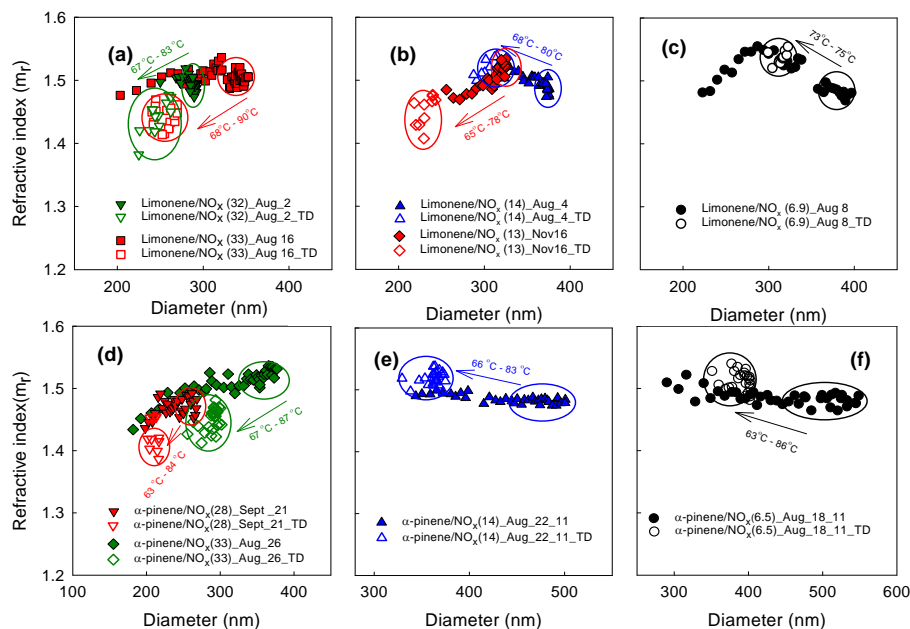 1.6
(a)
(b)
(c)
67°C - 83°C
68°C - 80°C
73°C - 75°C
1.5
68°C - 90°C
65°C -78°C
1.4
Refractive index (mr)
1.3
Limonene/NOX (32)_Aug_2
Limonene/NOX (32)_Aug_2_TD
Limonene/NOX (33)_Aug 16
Limonene/NOX (33)_Aug 16_TD
Limonene/NOx (14)_Aug_4
Limonene/NOx (14)_Aug_4_TD
Limonene/NOx (13)_Nov16
Limonene/NOx (13)_Nov16_TD
Limonene/NOx (6.9)_Aug 8
Limonene/NOx (6.9)_Aug 8_TD
1.2
200 300 400
200 300 400
200 300 400
Diameter (nm)
Diameter (nm)
Diameter (nm)
1.6
(d)
(e)
(f)
66°C - 83°C
1.5
67°C - 87°C
63°C - 86°C
63°C - 84°C
1.4
Refractive index(mr)
1.3
α-pinene/NOx(28)_Sept_21
α-pinene/NOx(28)_Sept_21_TD
α-pinene/NOx(33)_Aug_26
α-pinene/NOx(33)_Aug_26_TD
α-pinene/NOx(14)_Aug_22_11
α-pinene/NOx(14)_Aug_22_11_TD
α-pinene/NOx(6.5)_Aug_18_11
α-pinene/NOx(6.5)_Aug_18_11_TD
1.2
100 200 300 400
300 400 500
300 400 500 600
Diameter (nm)
Diameter (nm)
Diameter (nm)